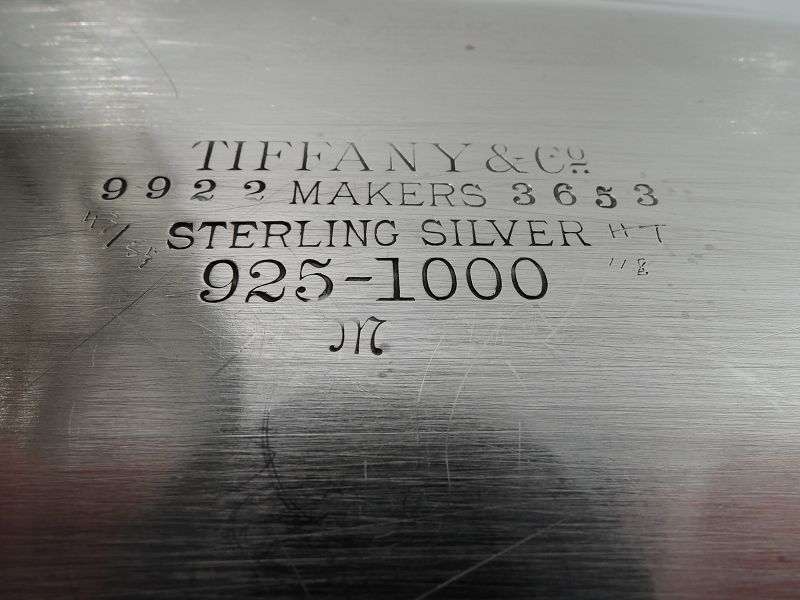 TIFFANY & Co
9922 MAKERS 3653
STERLING SILVER
925-1000
M